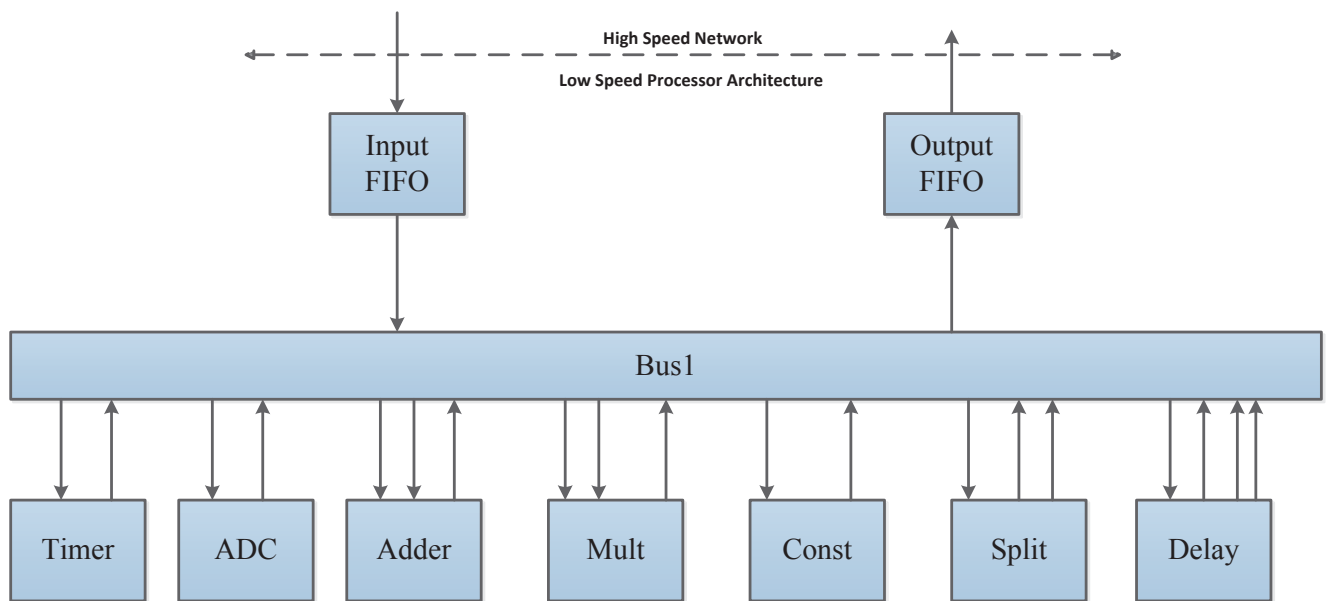 High Speed Network
Low Speed Processor Architecture
Input
FIFO
Output
FIFO
Bus1
Timer
ADC
Adder
Mult
Const
Split
Delay